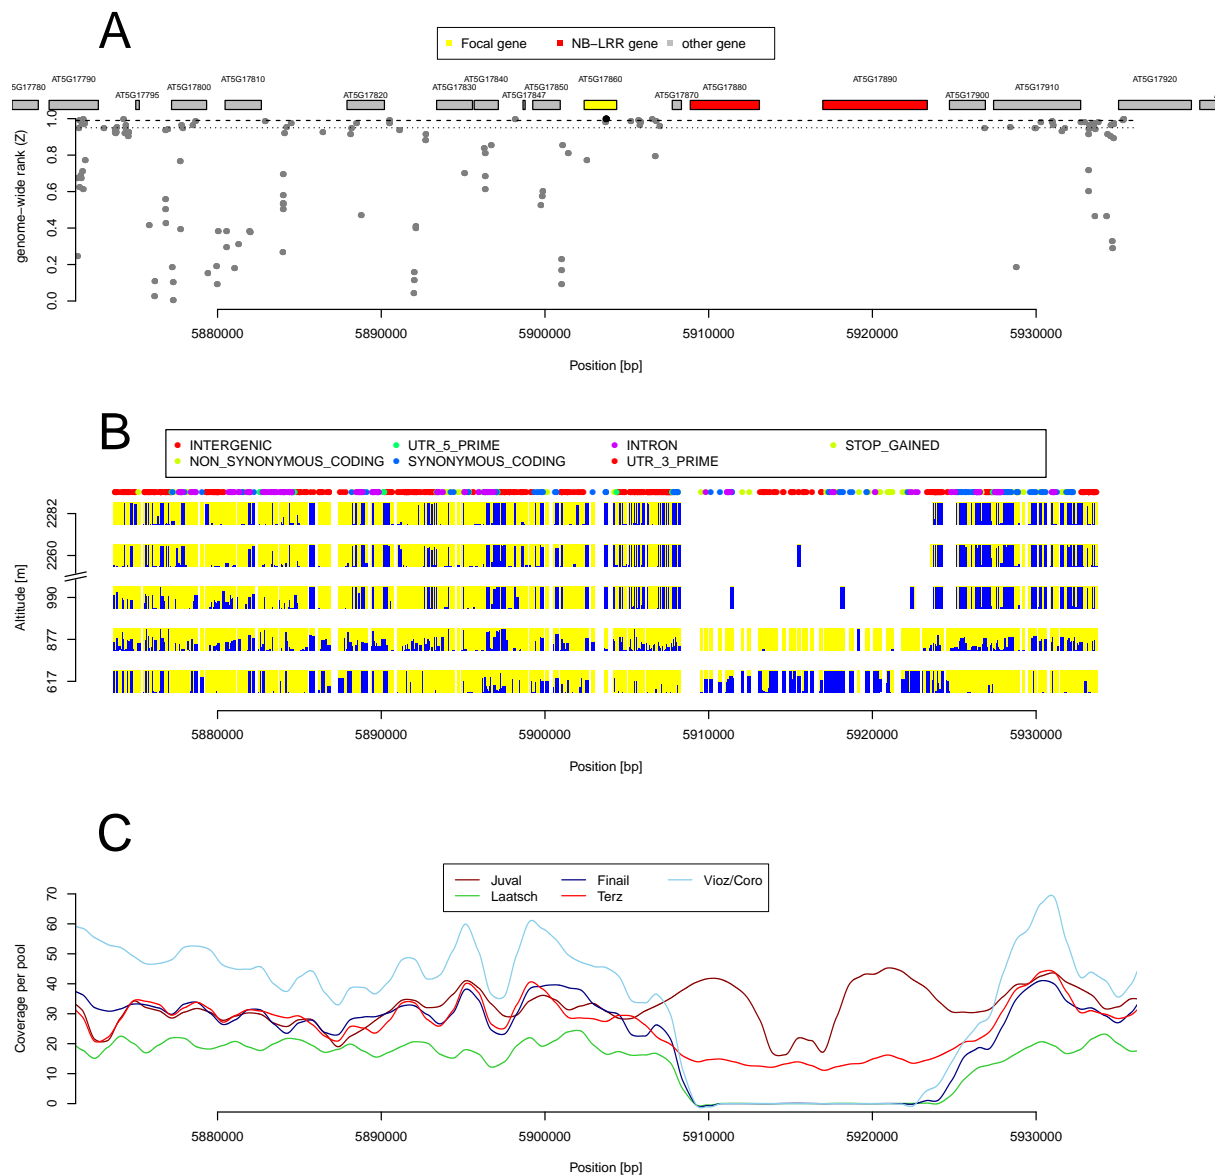 A
Focal gene NB−LRR gene other gene
AT5G17790 AT5G17810 AT5G17840 AT5G17860 AT5G17890 AT5G17920
5G17780 AT5G17800 AT5G17830 AT5G17850 AT5G17880 AT5G17910
AT5G17795 AT5G17820 AT5G17847 AT5G17870 AT5G17900
genome−wide rank (Z)
1.0
0.8
0.6
0.4
0.2
0.0
5880000 5890000 5900000 5910000 5920000 5930000
Position [bp]
B
INTERGENIC UTR_5_PRIME INTRON STOP_GAINED
NON_SYNONYMOUS_CODING SYNONYMOUS_CODING UTR_3_PRIME
Altitude [m]
2282
2260
990
877
617
5880000 5890000 5900000 5910000 5920000 5930000
Position [bp]
C
Juval Finail Vioz/Coro
Laatsch Terz
Coverage per pool
70
60
50
40
30
20
10
0
5880000 5890000 5900000 5910000 5920000 5930000
Position [bp]